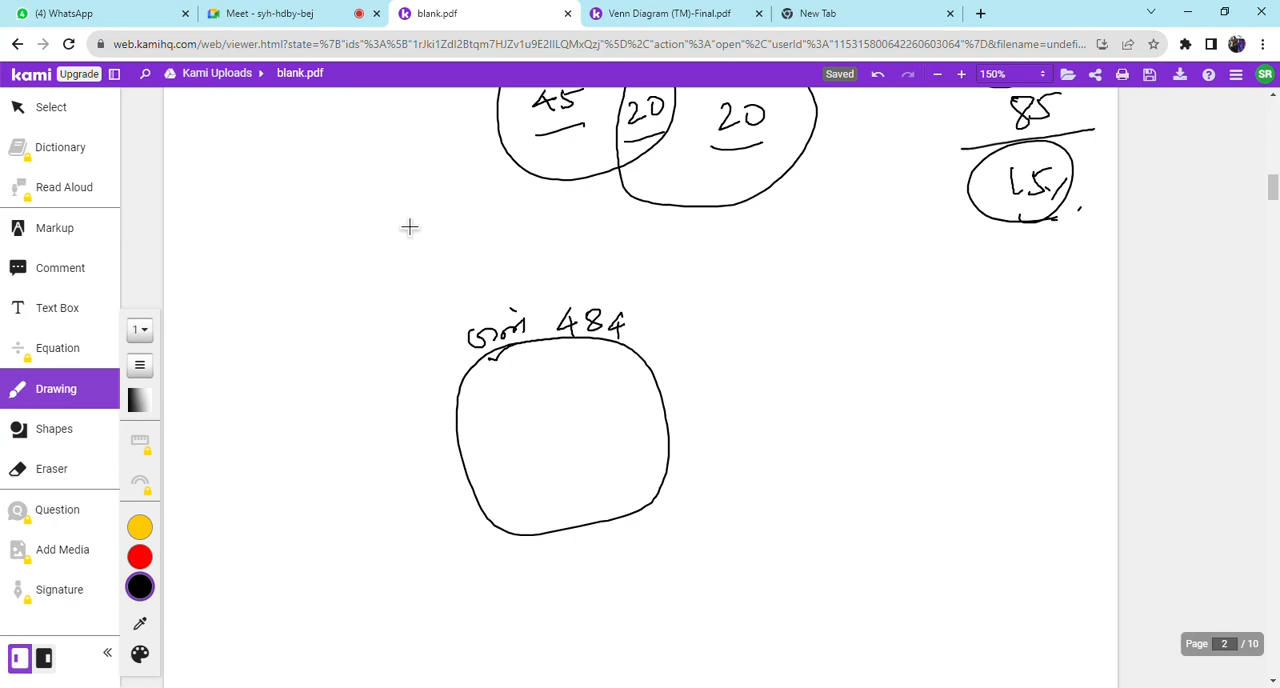 (4) WhatsApp
Meet - syh-hdby-bej
blank.pdf
Venn Diagram (TM)-Final.pdf
New Tab
web.kamihq.com/web/viewer.html?state=%7B"ids"%3A%5B"1rJki1Zdl2Btqm7HJZv1u9E2IILQMxQzj"%5D%2C"action"%3A"open"%2C"userId"%3A"115315800642260603064"%7D&filename=undefi...
kami Upgrade Kami Uploads blank.pdf Saved 150% SR
Select
Dictionary
Read Aloud
Markup
Comment
Text Box
Equation
Drawing
Shapes
Eraser
Question
Add Media
Signature
1
45 20 20
85
15%
484
Page 2 / 10